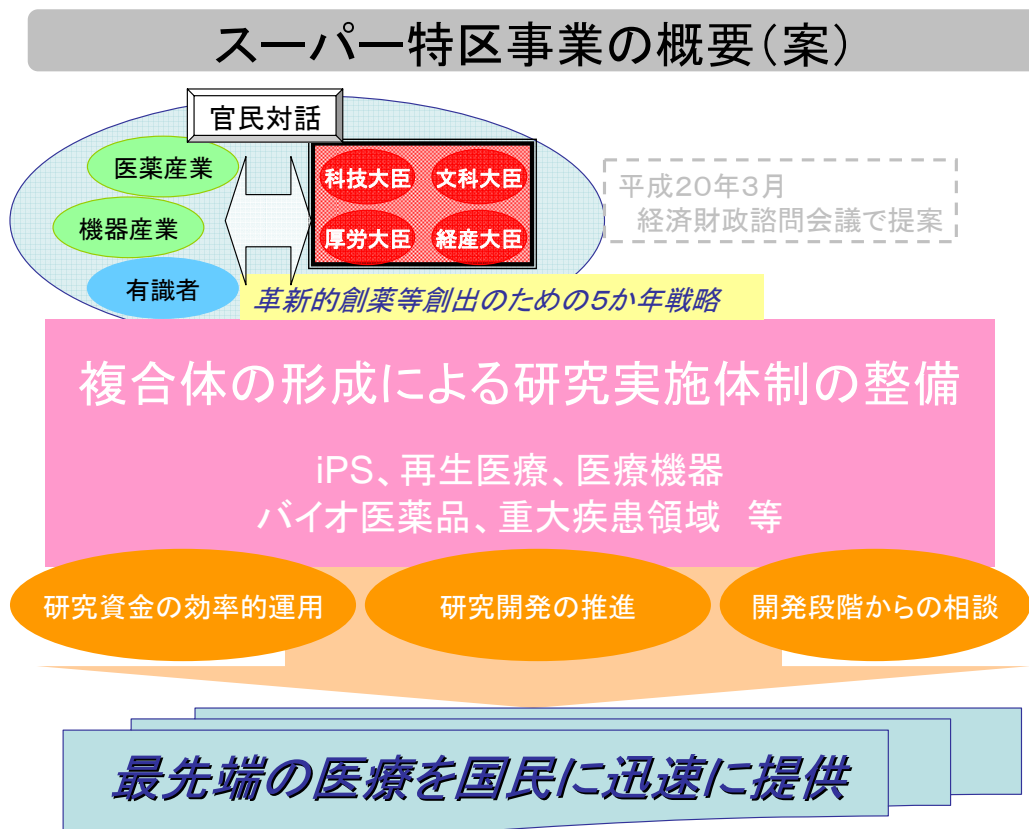 スーパー特区事業の概要(案)
官民対話
医薬産業
機器産業
有識者
科技大臣
文科大臣
厚労大臣
経産大臣
平成20年3月
経済財政諮問会議で提案
革新的創薬等創出のための5か年戦略
複合体の形成による研究実施体制の整備
iPS、再生医療、医療機器
バイオ医薬品、重大疾患領域 等
研究資金の効率的運用
研究開発の推進
開発段階からの相談
最先端の医療を国民に迅速に提供